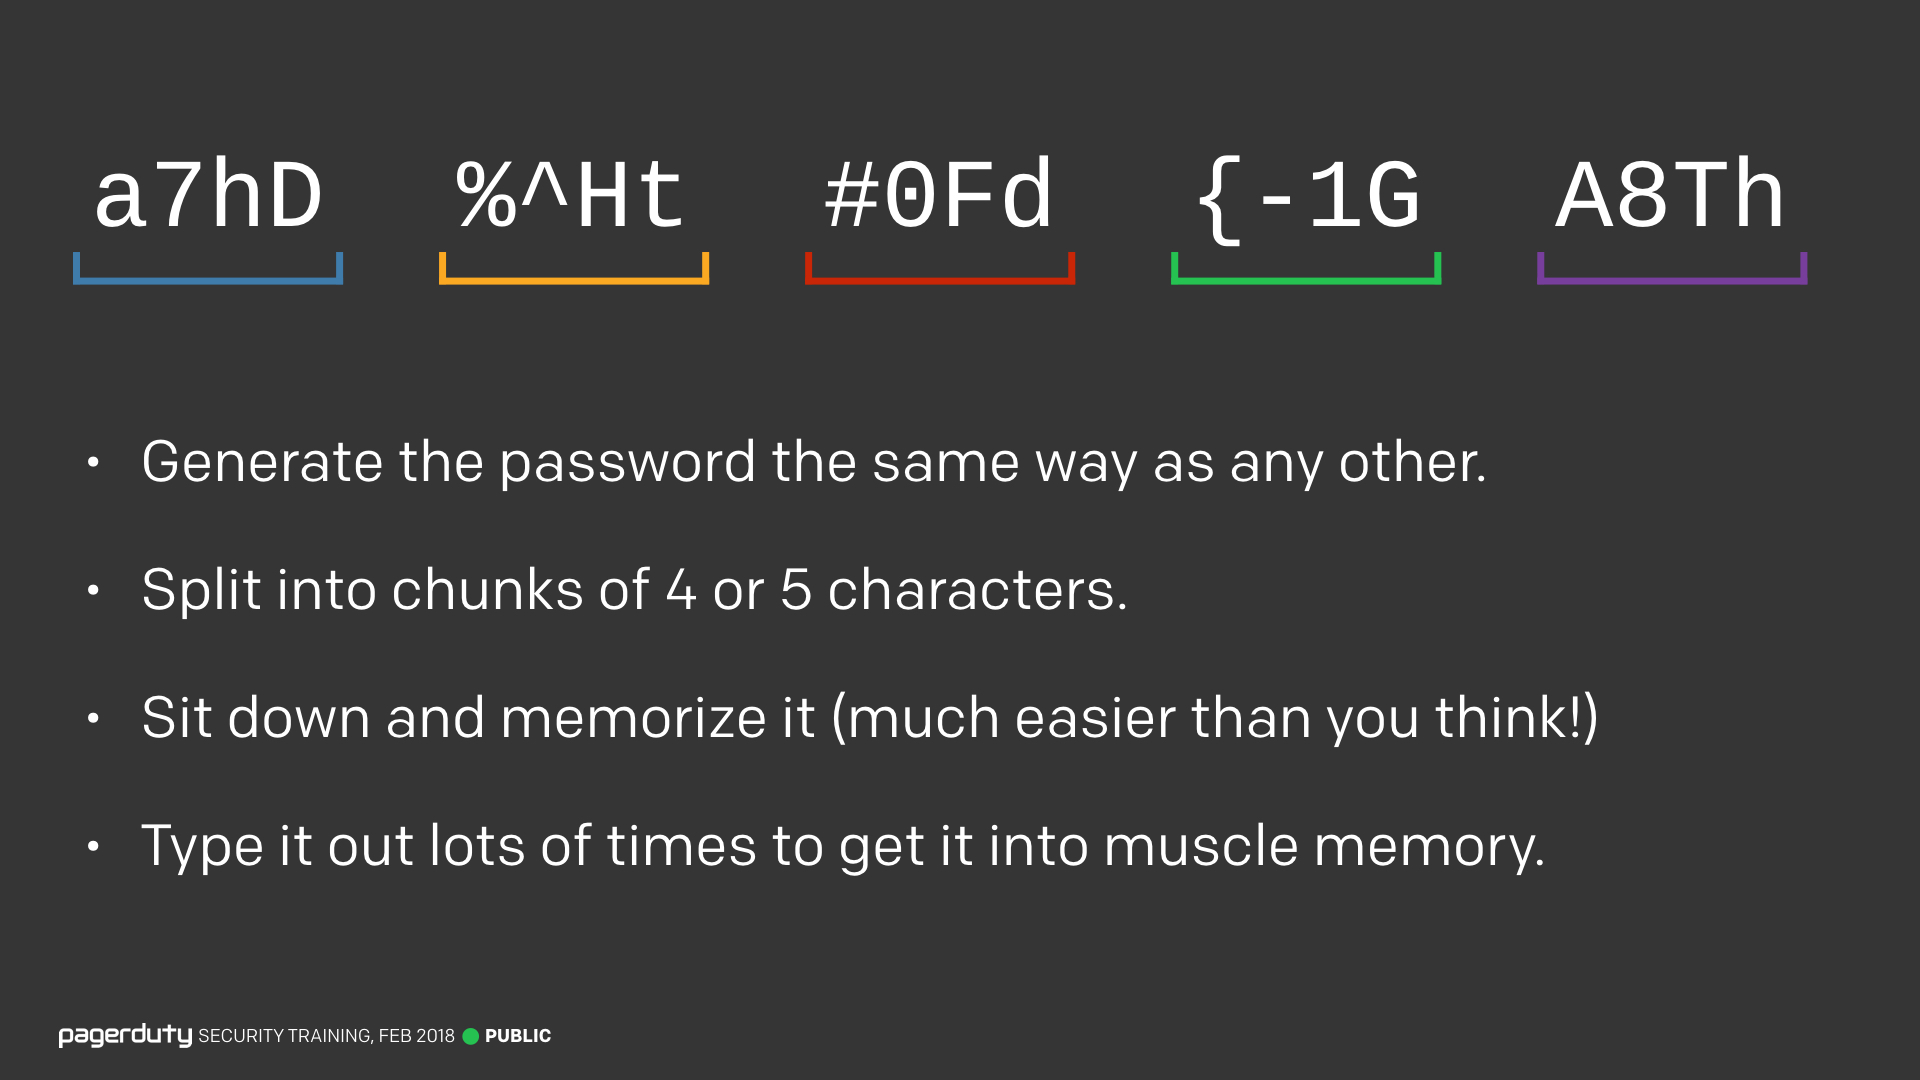 a7hD %^Ht #0Fd {-1G A8Th
• Generate the password the same way as any other.
• Split into chunks of 4 or 5 characters.
• Sit down and memorize it (much easier than you think!)
• Type it out lots of times to get it into muscle memory.
pagerduty SECURITY TRAINING, FEB 2018 PUBLIC